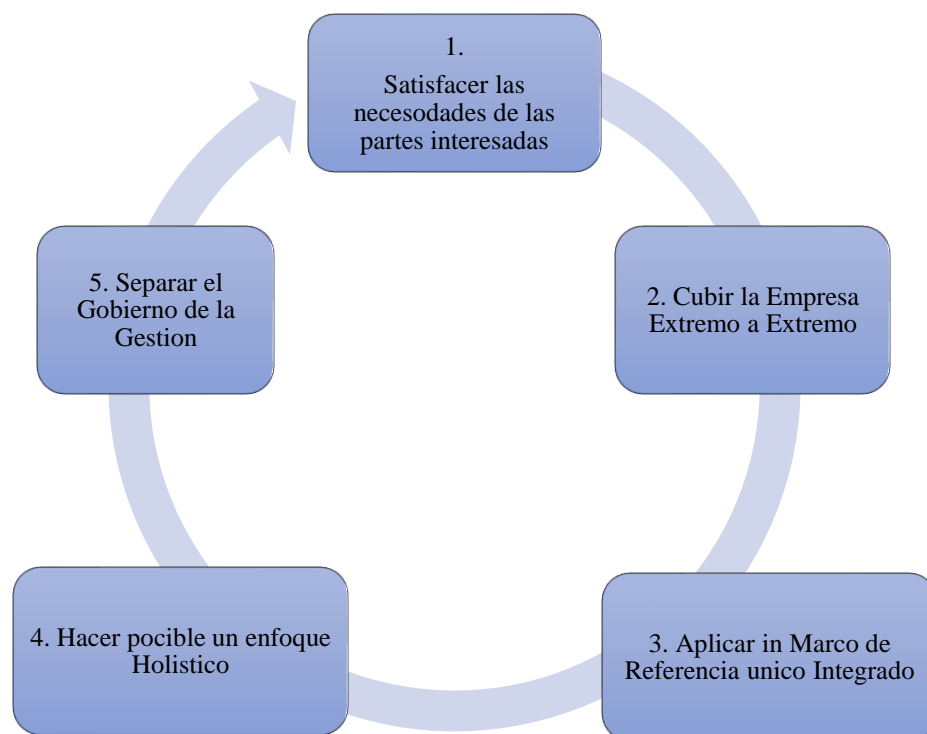 1.
Satisfacer las
necesodades de las
partes interesadas
2. Cubir la Empresa
Extremo a Extremo
3. Aplicar in Marco de
Referencia unico Integrado
4. Hacer pocible un enfoque
Holistico
5. Separar el
Gobierno de la
Gestion